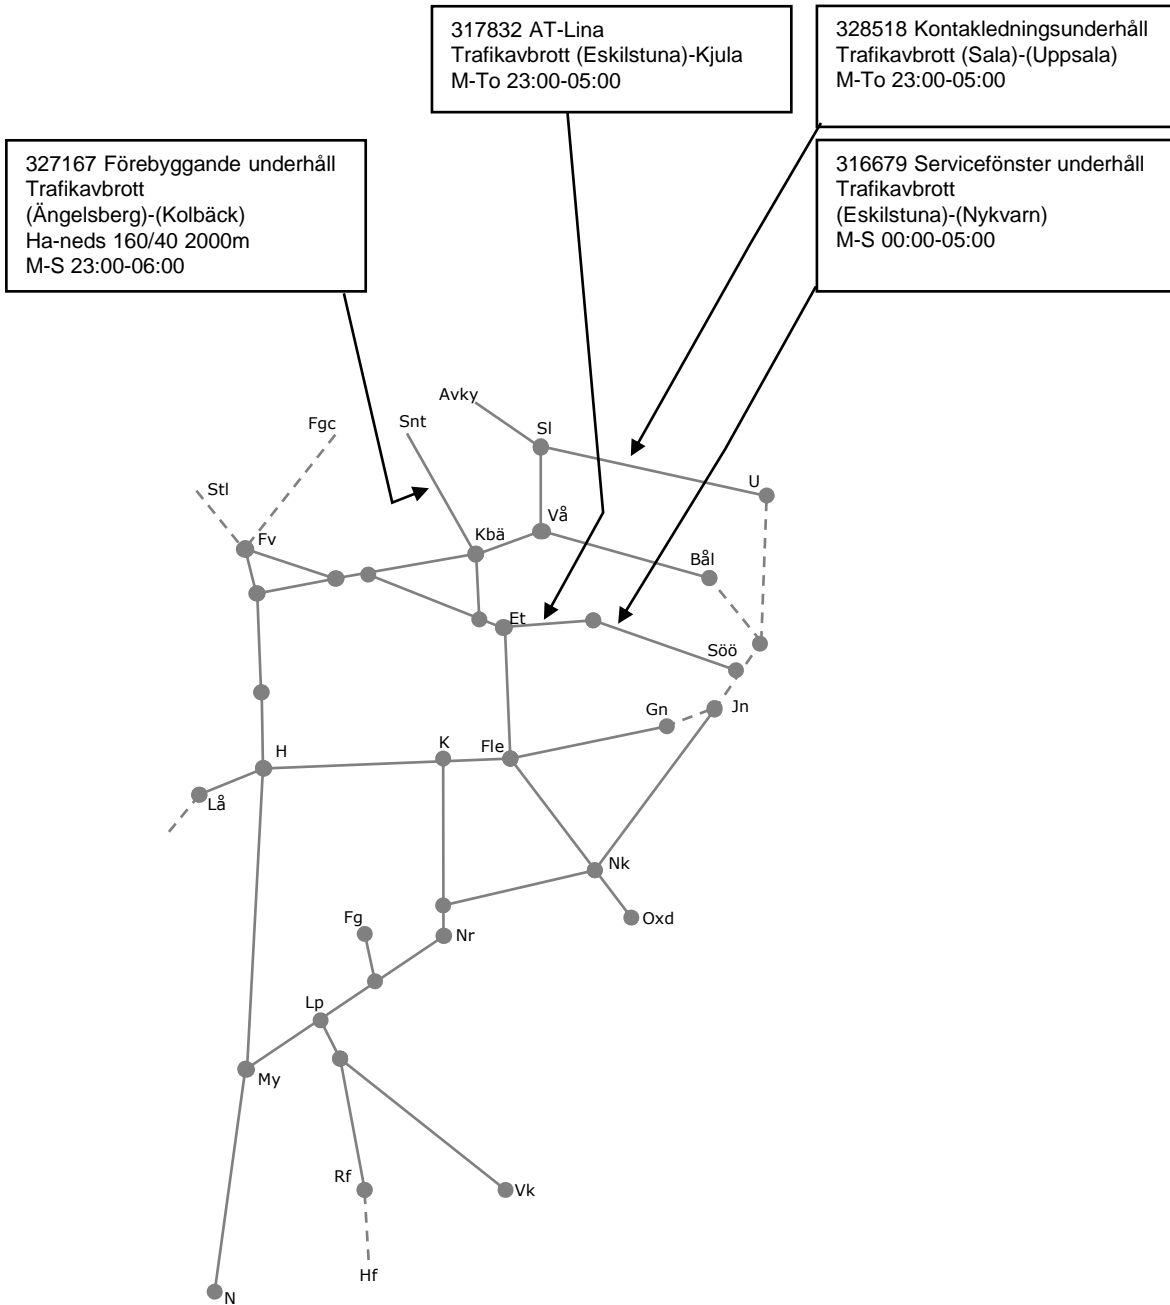 317832 AT-Lina
Trafikavbrott (Eskilstuna)-Kjula
M-To 23:00-05:00
328518 Kontakledningsunderhåll
Trafikavbrott (Sala)-(Uppsala)
M-To 23:00-05:00
327167 Förebyggande underhåll
Trafikavbrott
(Ängelsberg)-(Kolbäck)
Ha-neds 160/40 2000m
M-S 23:00-06:00
316679 Servicefönster underhåll
Trafikavbrott
(Eskilstuna)-(Nykvarn)
M-S 00:00-05:00
Avky
Fgc
Snt
Sl
Stl
U
Vå
Fv
Kbä
Bål
Et
Söö
Gn
Jn
H
K
Fle
Lå
Nk
Fg
Oxd
Nr
Lp
My
Rf
Vk
Hf
N